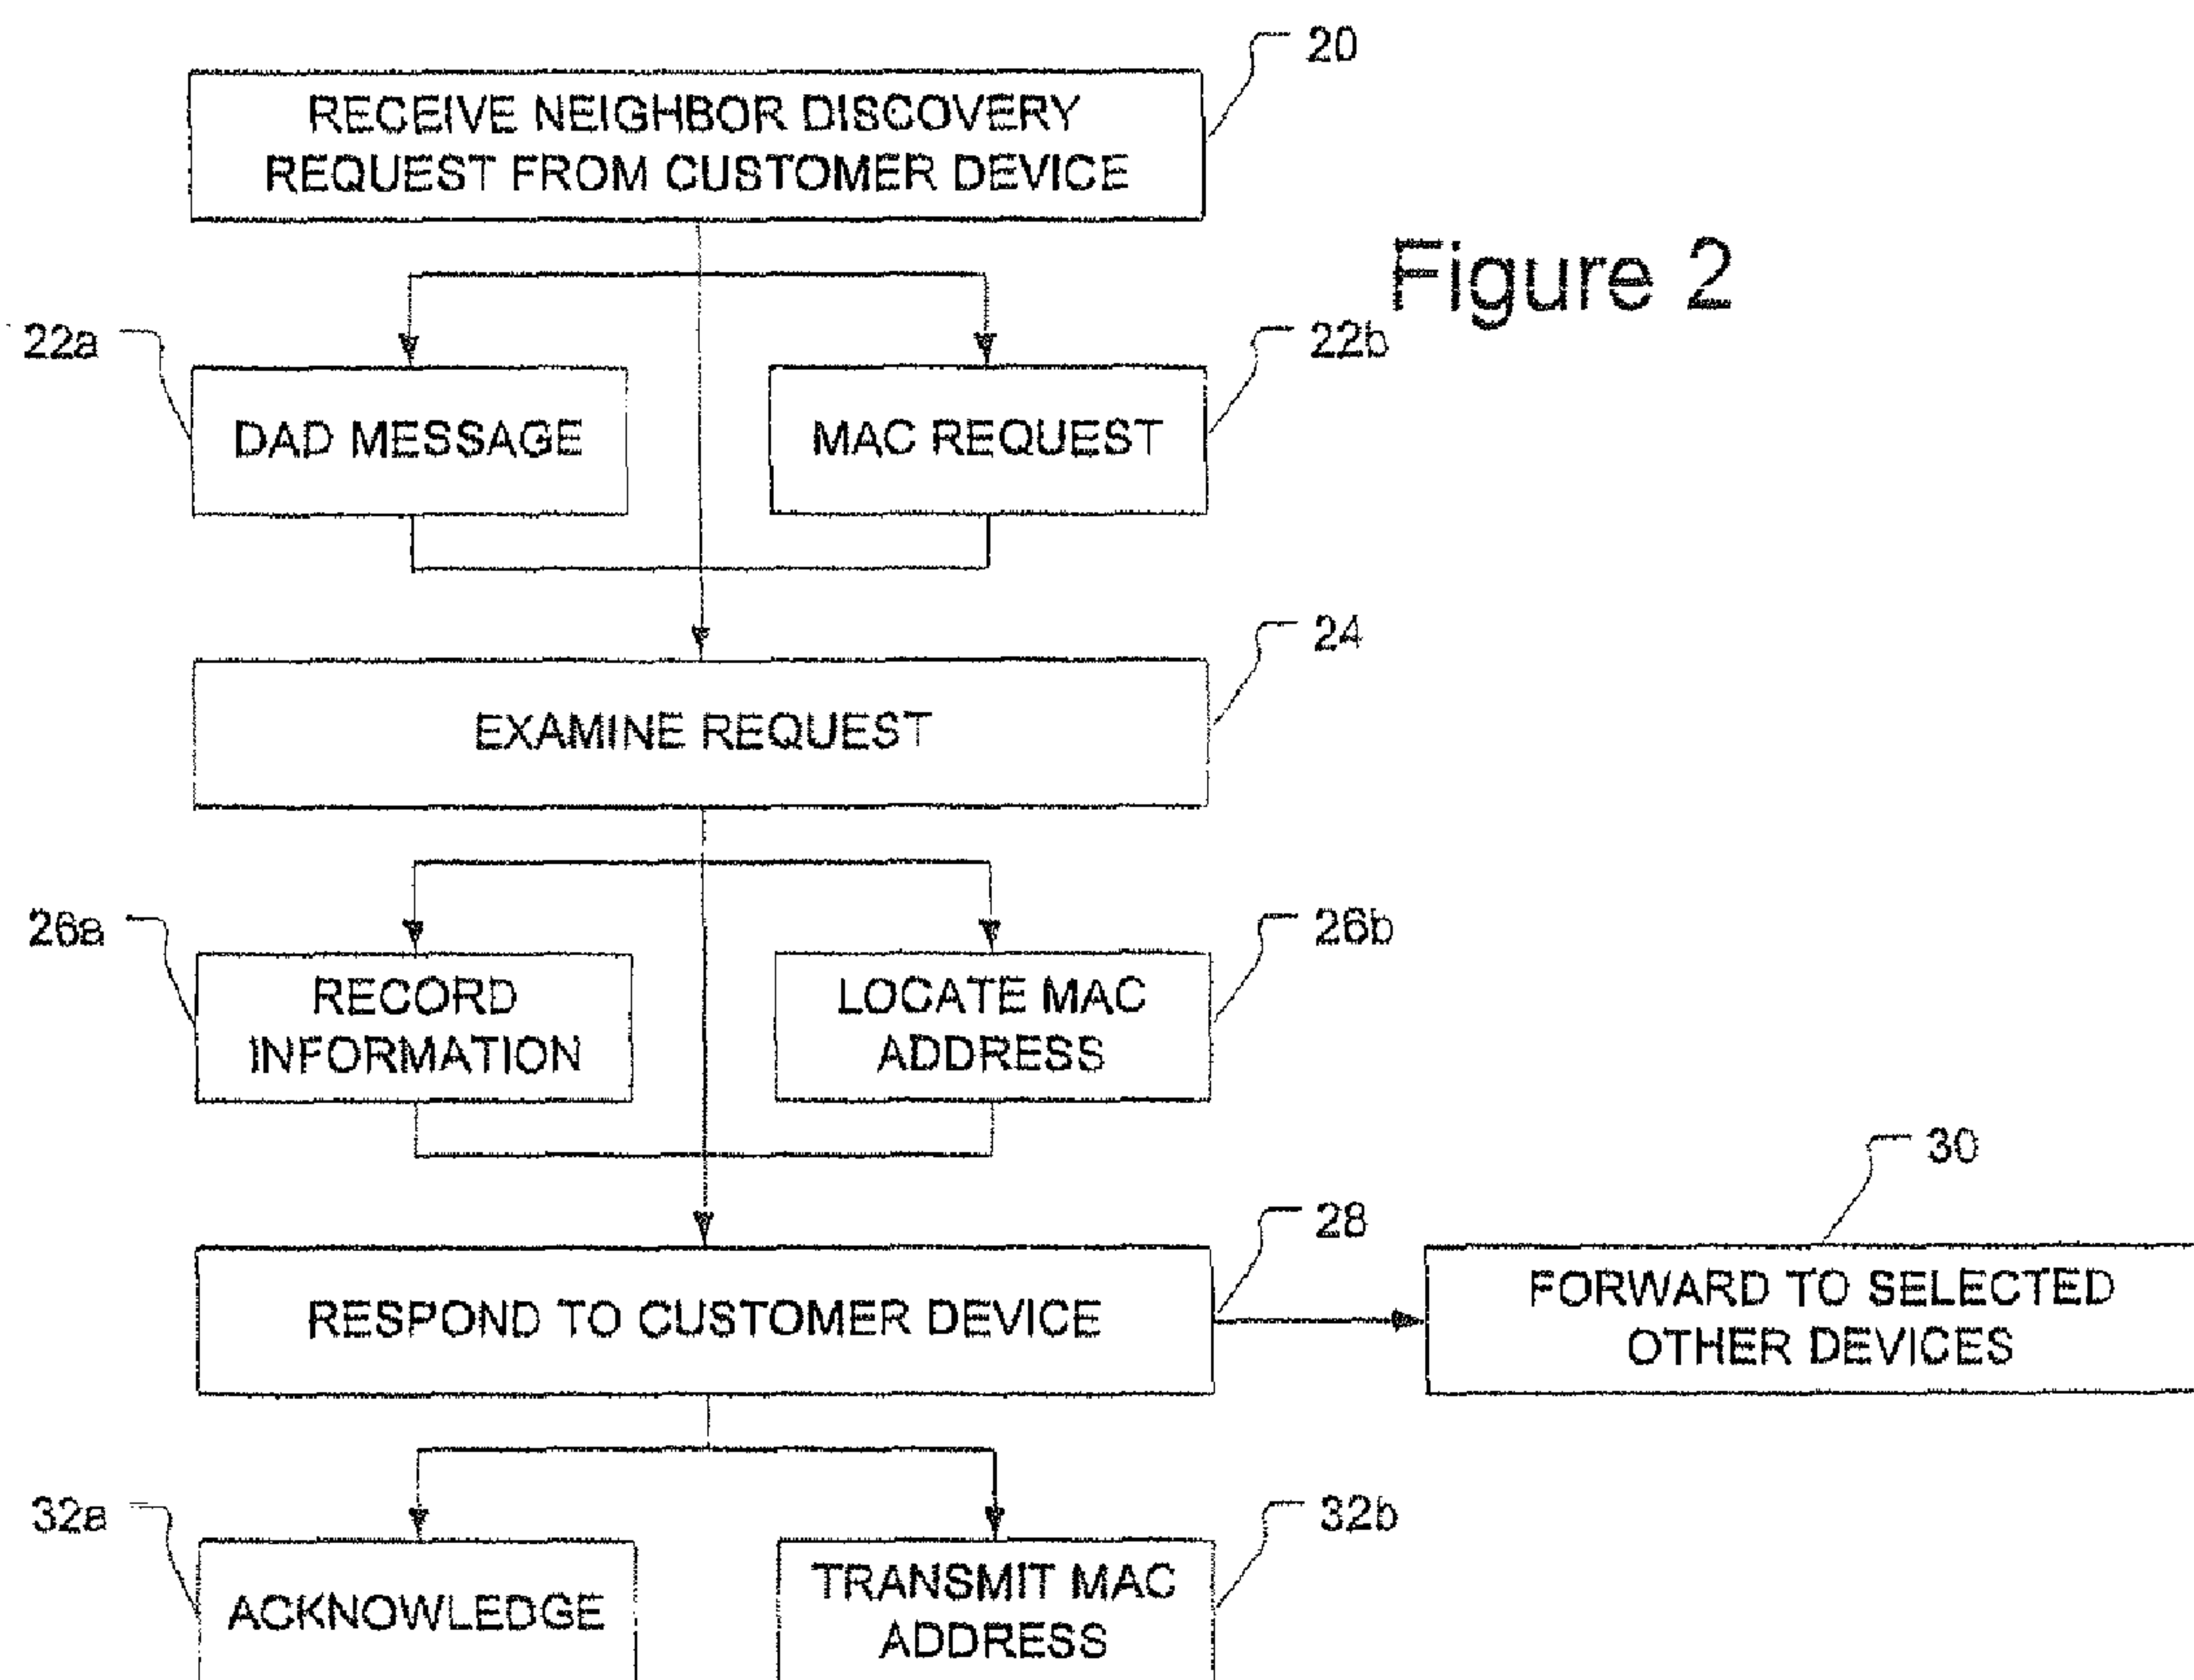 20
RECEIVE NEIGHBOR DISCOVERY
REQUEST FROM CUSTOMER DEVICE
Figure 2
22a
22b
DAD MESSAGE
MAC REQUEST
24
EXAMINE REQUEST
26a
26b
RECORD
INFORMATION
LOCATE MAC
ADDRESS
30
28
RESPOND TO CUSTOMER DEVICE
FORWARD TO SELECTED
OTHER DEVICES
32a
32b
ACKNOWLEDGE
TRANSMIT MAC
ADDRESS